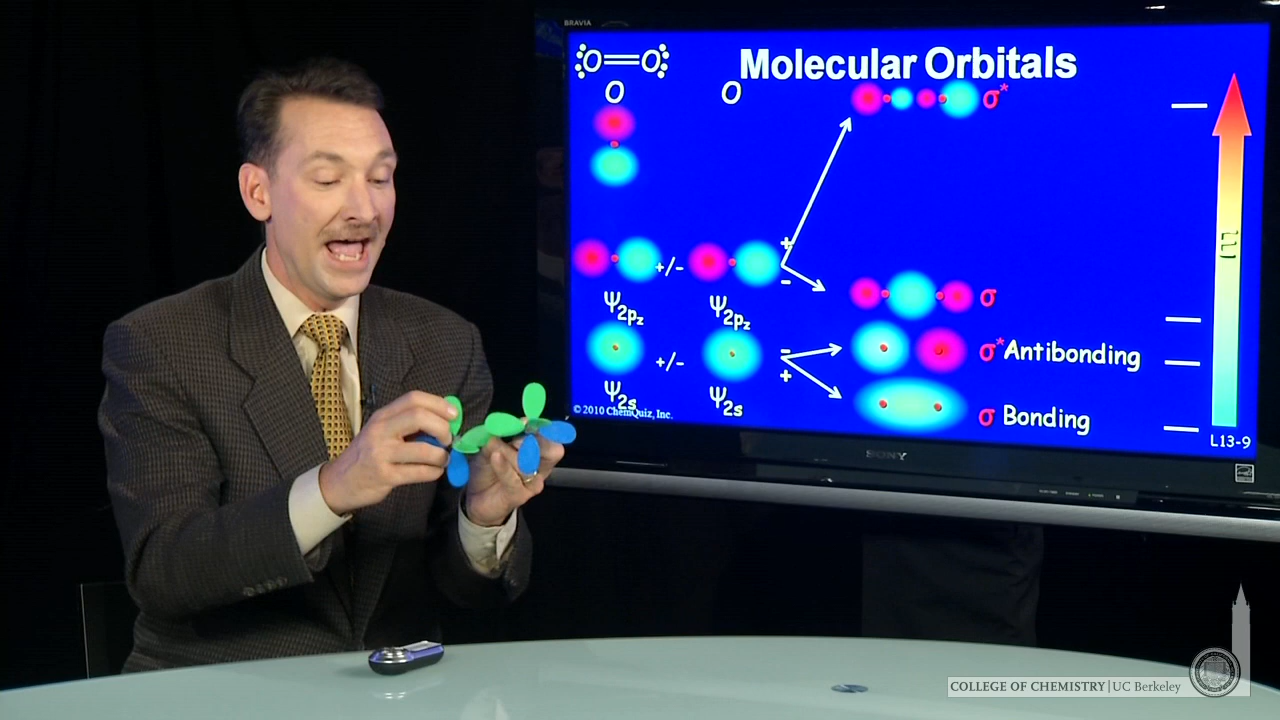 BRAVIA
O=O
Molecular Orbitals
O O
σ*
+/- +
-
σ
Ψ2pz Ψ2pz
+/- -
+
σ* Antibonding
Ψ2s Ψ2s
σ Bonding
E
© 2010 ChemQuiz, Inc.
L13-9
SONY
COLLEGE OF CHEMISTRY | UC Berkeley